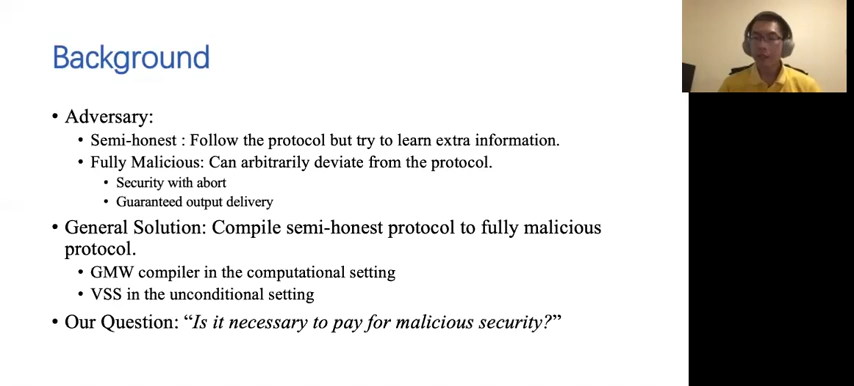 Background
• Adversary:
• Semi-honest : Follow the protocol but try to learn extra information.
• Fully Malicious: Can arbitrarily deviate from the protocol.
• Security with abort
• Guaranteed output delivery
• General Solution: Compile semi-honest protocol to fully malicious
protocol.
• GMW compiler in the computational setting
• VSS in the unconditional setting
• Our Question: “Is it necessary to pay for malicious security?”